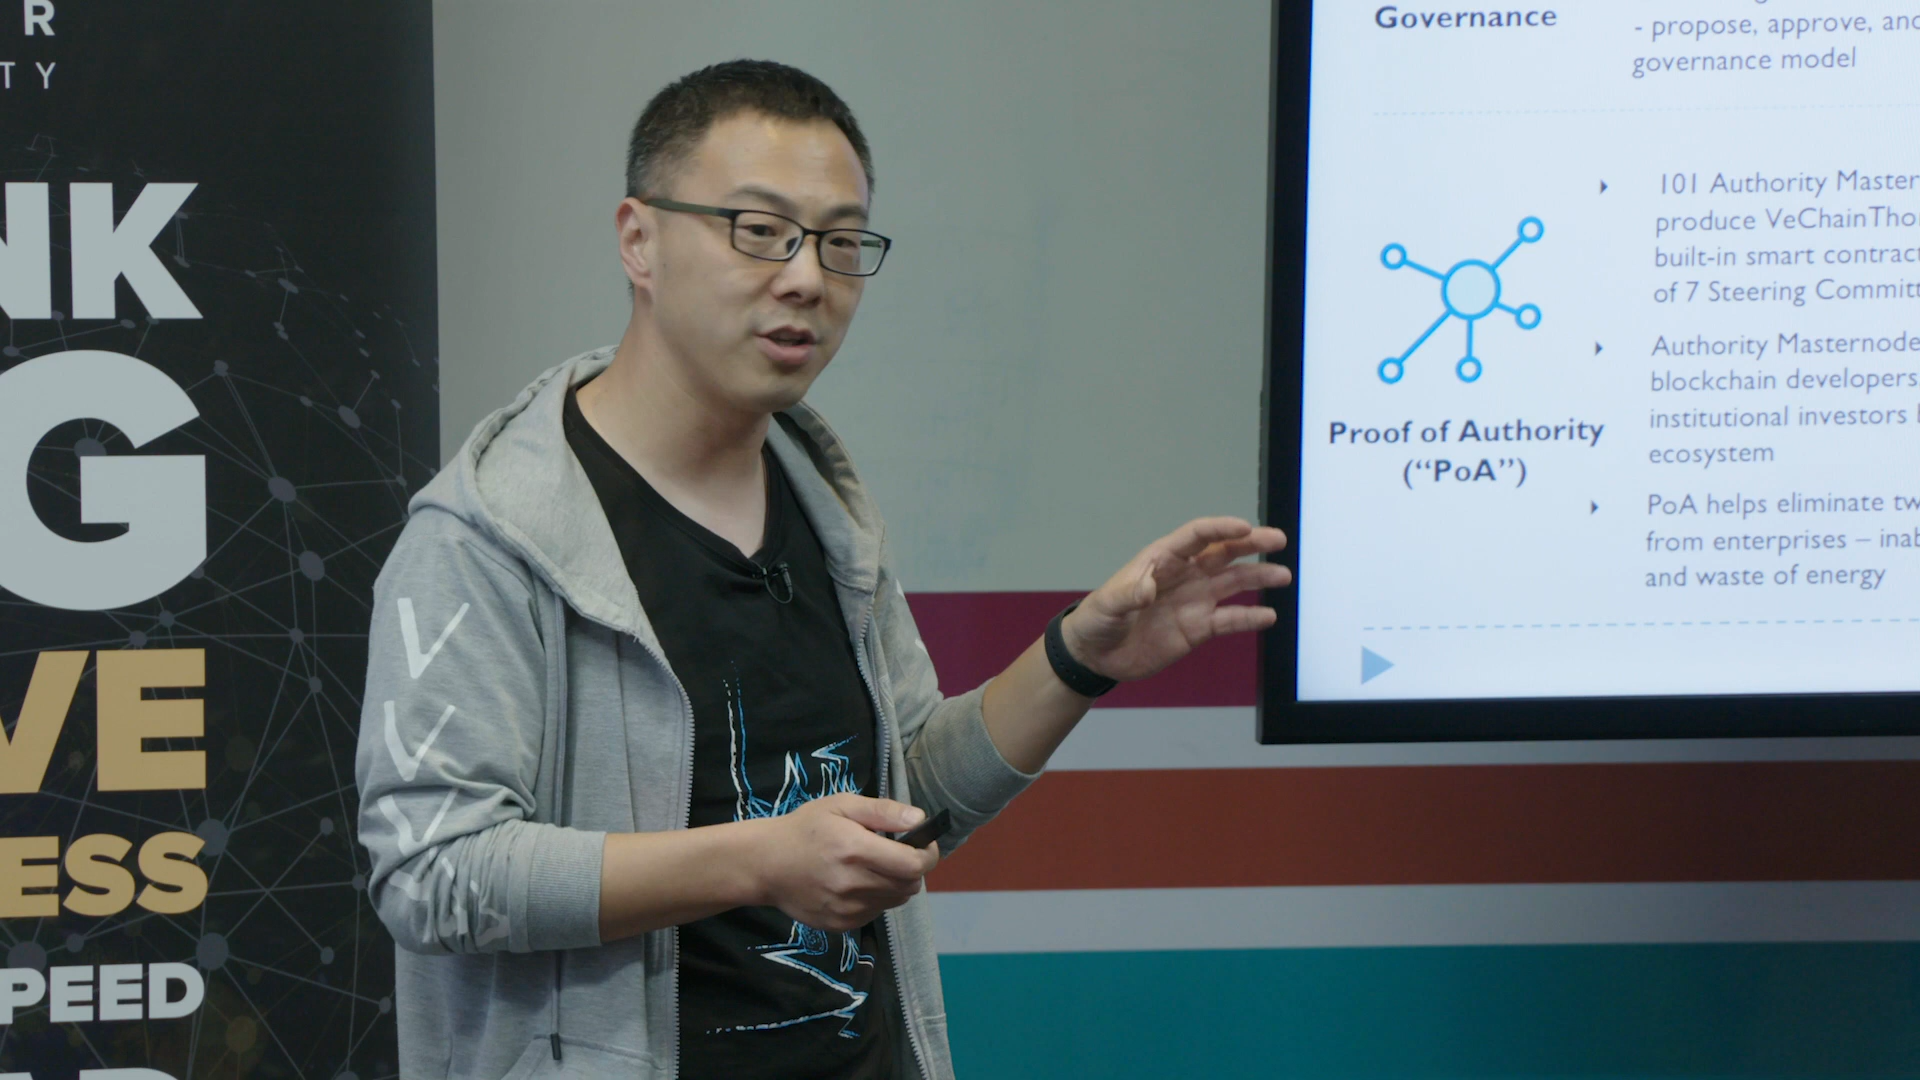 R
TY
NK
G
VE
ESS
PEED
Governance
- propose, approve, and
governance model
101 Authority Master
produce VeChainTho
built-in smart contract
of 7 Steering Committ
Authority Masternode
blockchain developers
institutional investors
ecosystem
Proof of Authority
("PoA")
PoA helps eliminate tw
from enterprises – inab
and waste of energy
V
V
V
V